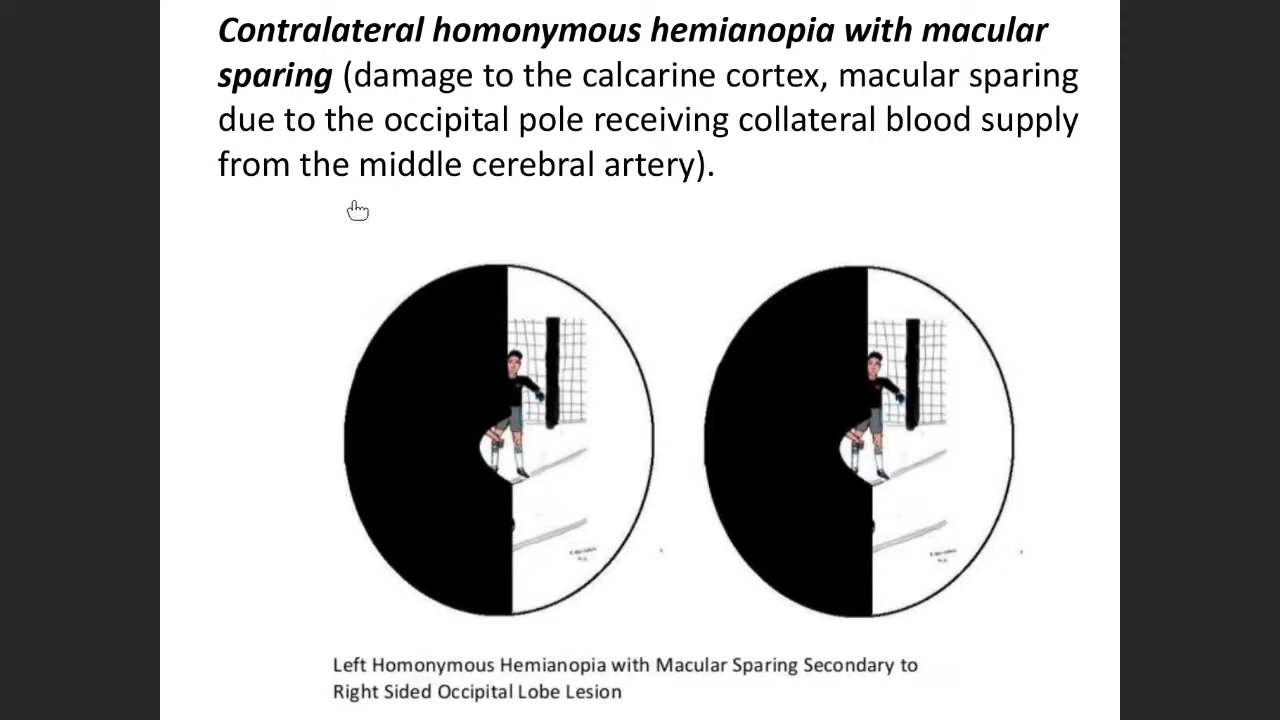 Contralateral homonymous hemianopia with macular
sparing (damage to the calcarine cortex, macular sparing
due to the occipital pole receiving collateral blood supply
from the middle cerebral artery).
Left Homonymous Hemianopia with Macular Sparing Secondary to
Right Sided Occipital Lobe Lesion